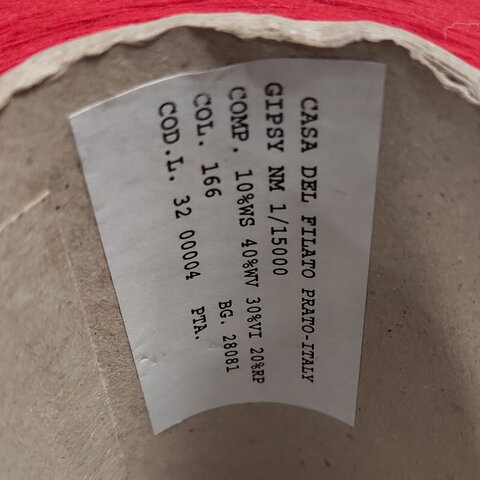 CASA DEL FILATO PRATO-ITALY
GIPSY NM 1/15000
COMP. 10%WS 40%WV 30%VI 20%RP
COL. 166 BG. 28081
COD.L. 32 00004 PTA.